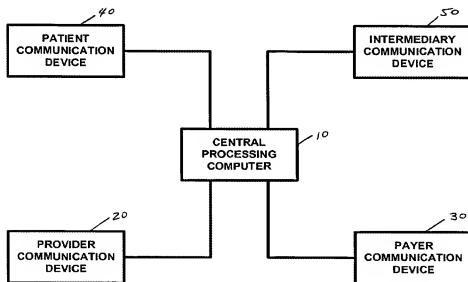 40
PATIENT
COMMUNICATION
DEVICE
50
INTERMEDIARY
COMMUNICATION
DEVICE
10
CENTRAL
PROCESSING
COMPUTER
20
PROVIDER
COMMUNICATION
DEVICE
30
PAYER
COMMUNICATION
DEVICE